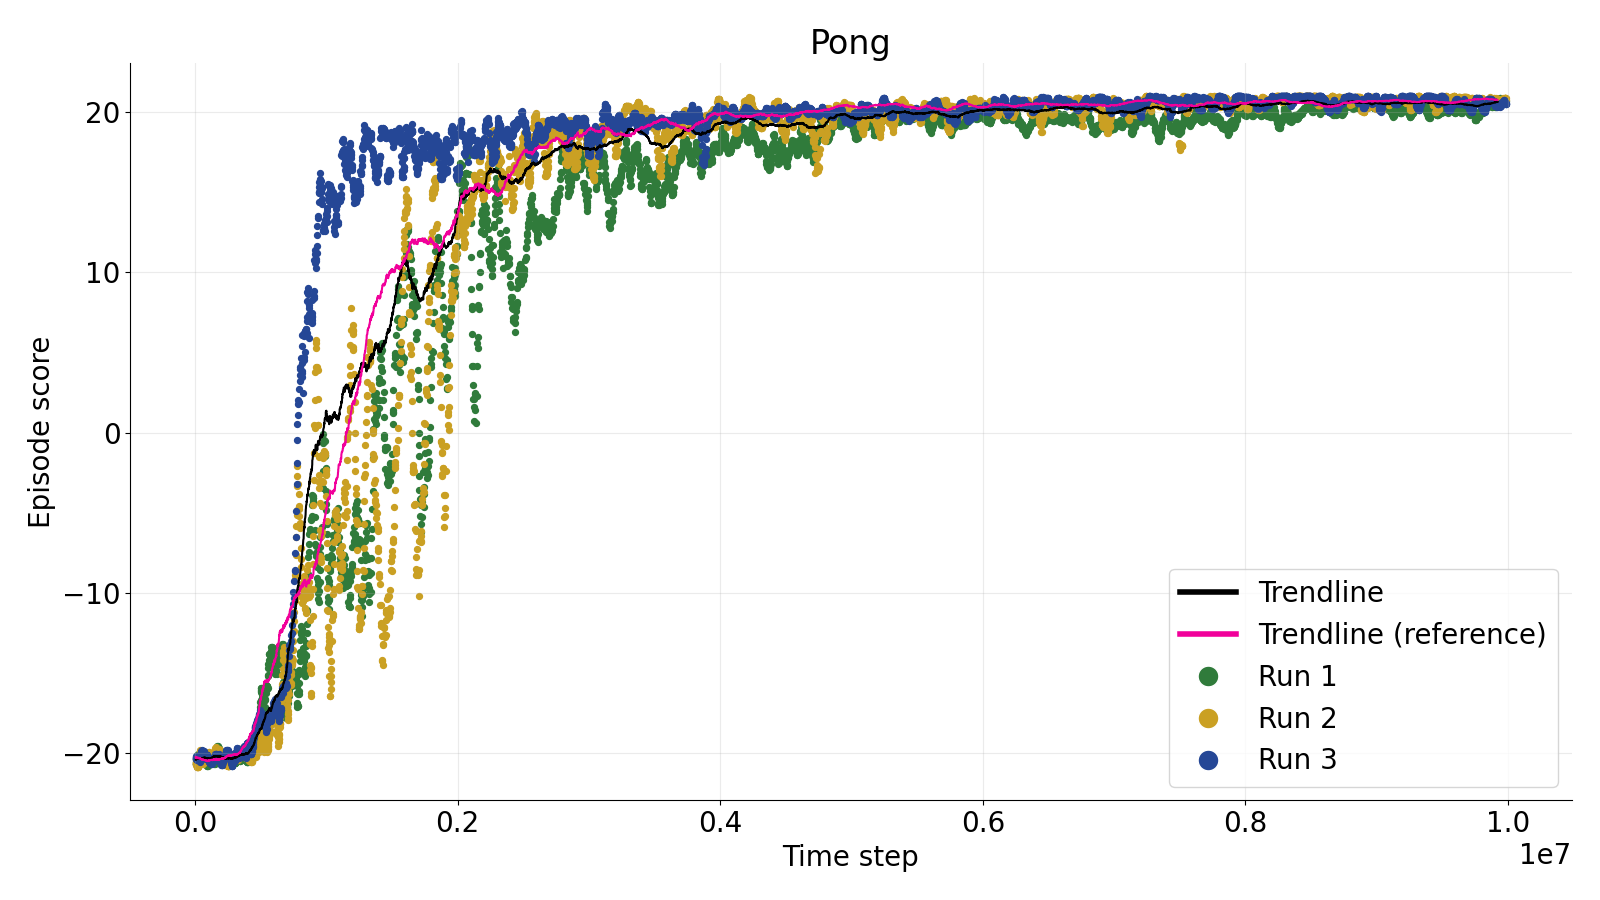 Pong
Episode score
20
10
0
−10
−20
0.0
0.2
0.4
0.6
0.8
1.0
1e7
Time step
Trendline
Trendline (reference)
Run 1
Run 2
Run 3